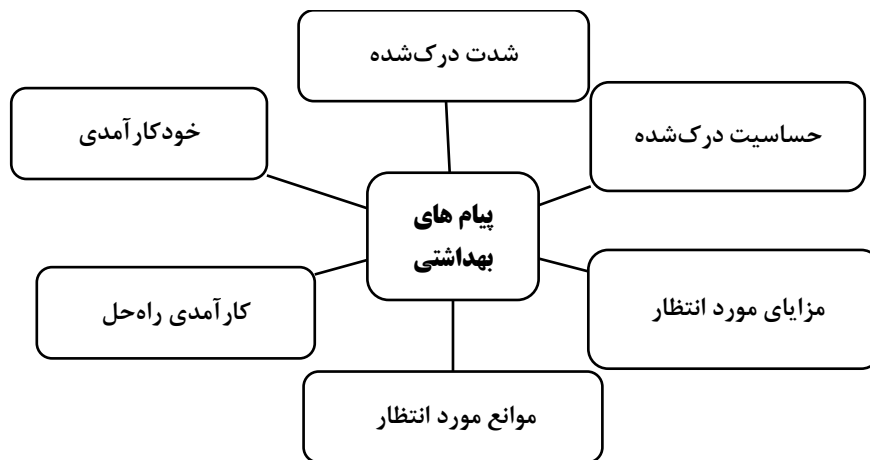 شدت درک‌شده
حساسیت درک‌شده
خودکارآمدی
پیام های
بهداشتی
مزایای مورد انتظار
کارآمدی راه‌حل
موانع مورد انتظار